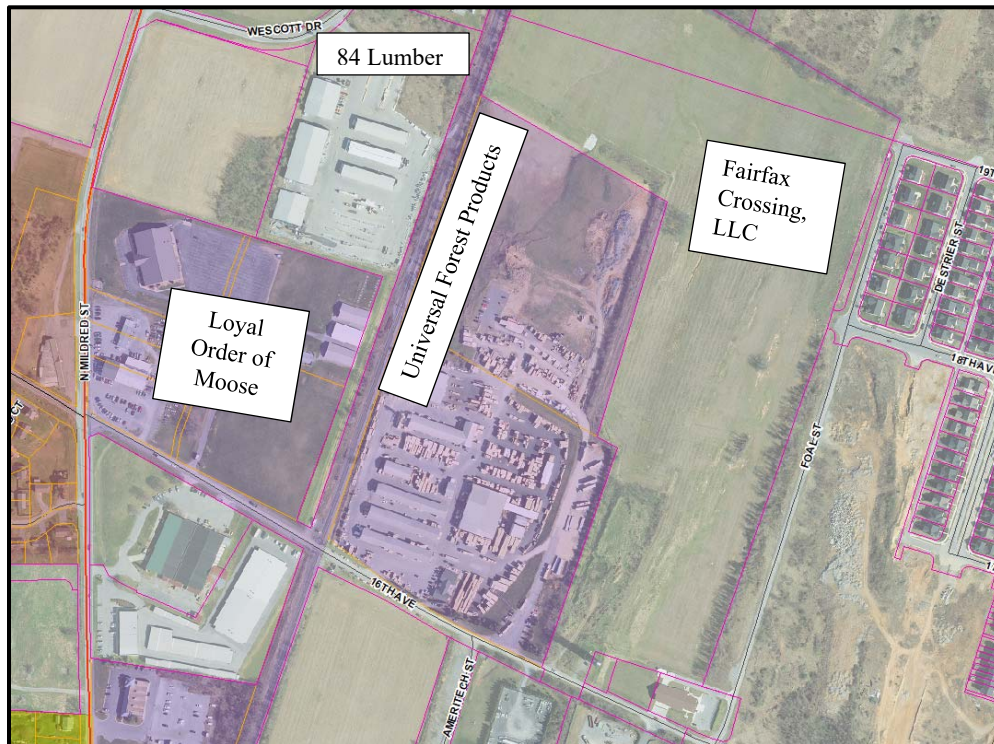 WESCOTT DR
84 Lumber
Universal Forest Products
Fairfax
Crossing,
LLC
DESTRIER ST
N MILDRED ST
Loyal
Order of
Moose
18TH AVE
FOAL ST
16TH AVE
AMERITECH ST